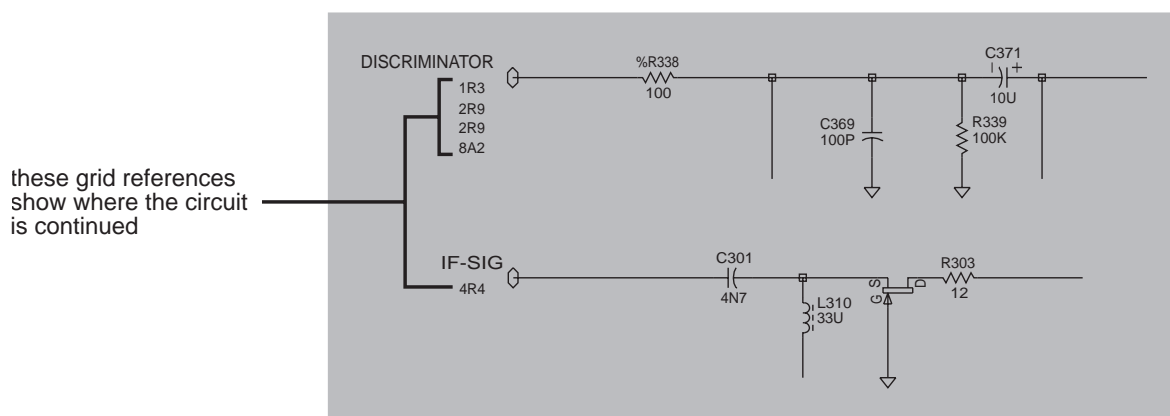 DISCRIMINATOR
1R3
2R9
2R9
8A2
%R338
100
C371
10U
C369
100P
R339
100K
these grid references
show where the circuit
is continued
IF-SIG
4R4
C301
4N7
L310
33U
S
G
D
R303
12